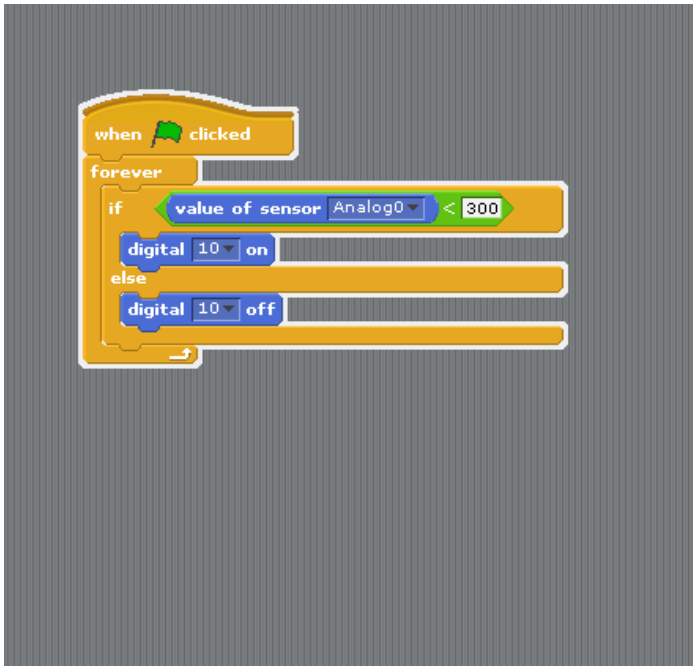 when clicked
forever
if value of sensor Analog0 < 300
digital 10 on
else
digital 10 off